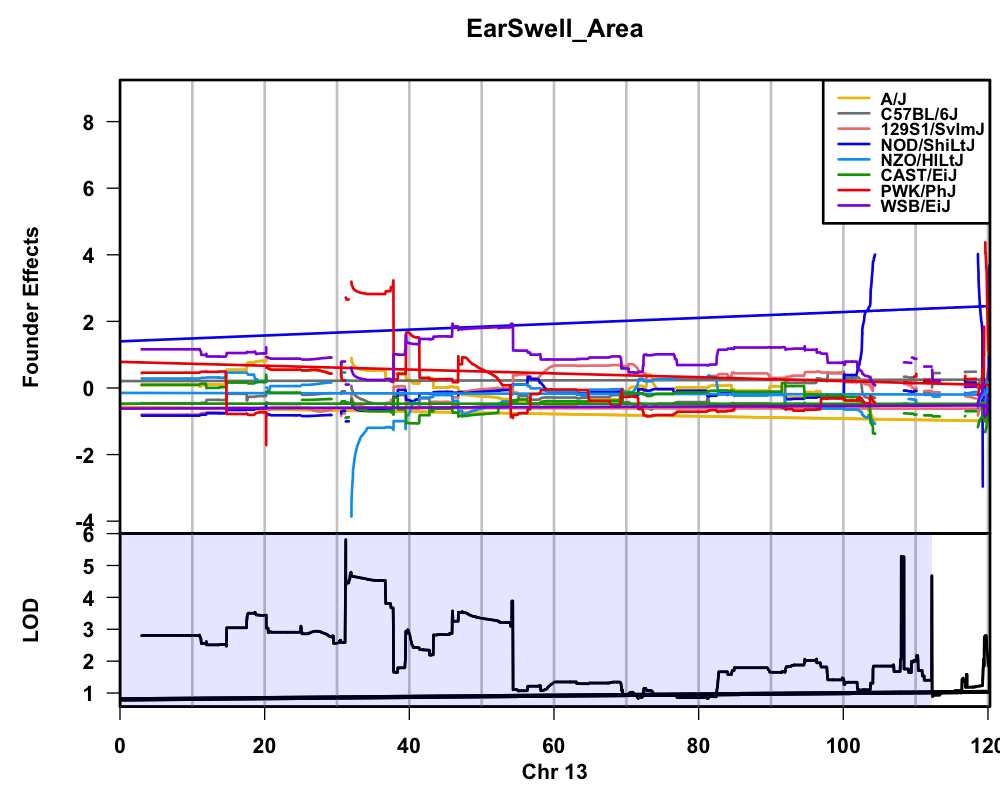 EarSwell_Area
A/J
C57BL/6J
129S1/SvImJ
NOD/ShiLtJ
NZO/HlLtJ
CAST/EiJ
PWK/PhJ
WSB/EiJ
Founder Effects
8
6
4
2
0
-2
-4
LOD
6
5
4
3
2
1
0 20 40 60 80 100 120
Chr 13